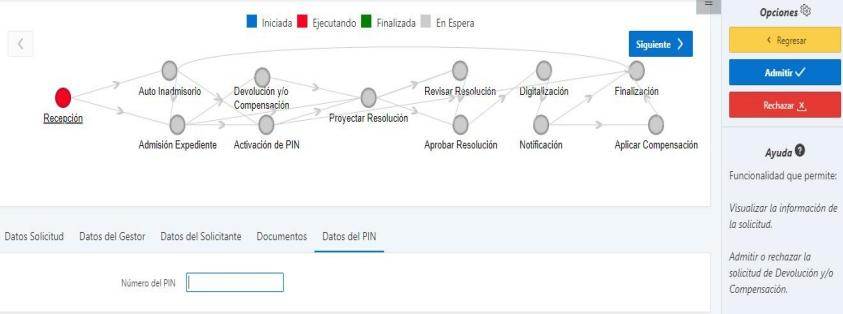 Iniciada Ejecutando Finalizada En Espera
Siguiente
Auto Inadmisorio
Devolución y/o
Compensación
Revisar Resolución
Digitalización
Finalización
Recepción
Proyectar Resolución
Admisión Expediente
Activación de PIN
Aprobar Resolución
Notificación
Aplicar Compensación
Datos Solicitud Datos del Gestor Datos del Solicitante Documentos Datos del PIN
Número del PIN
Opciones
Regresar
Admitir
Rechazar
Ayuda
Funcionalidad que permite:
Visualizar la información de
la solicitud.
Admitir o rechazar la
solicitud de Devolución y/o
Compensación.